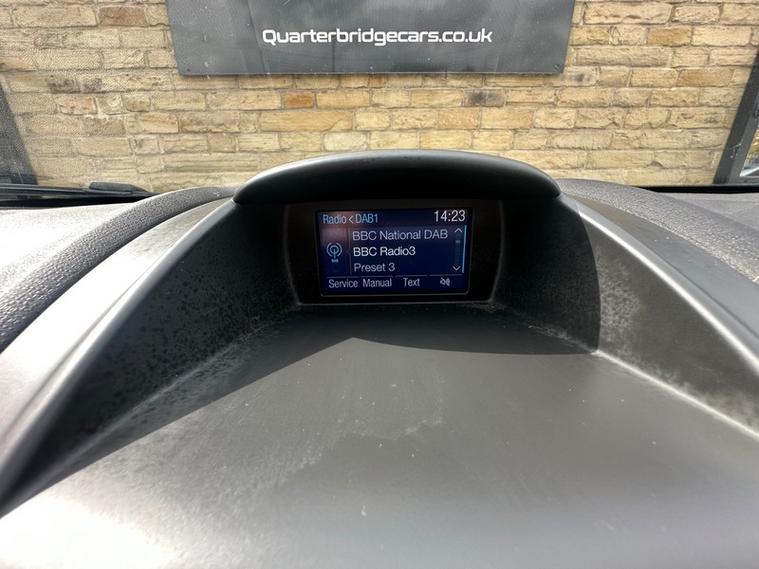 Quarterbridgecars.co.uk
Radio < DAB1 14:23
BBC National DAB
BBC Radio3
Preset 3
Service Manual Text